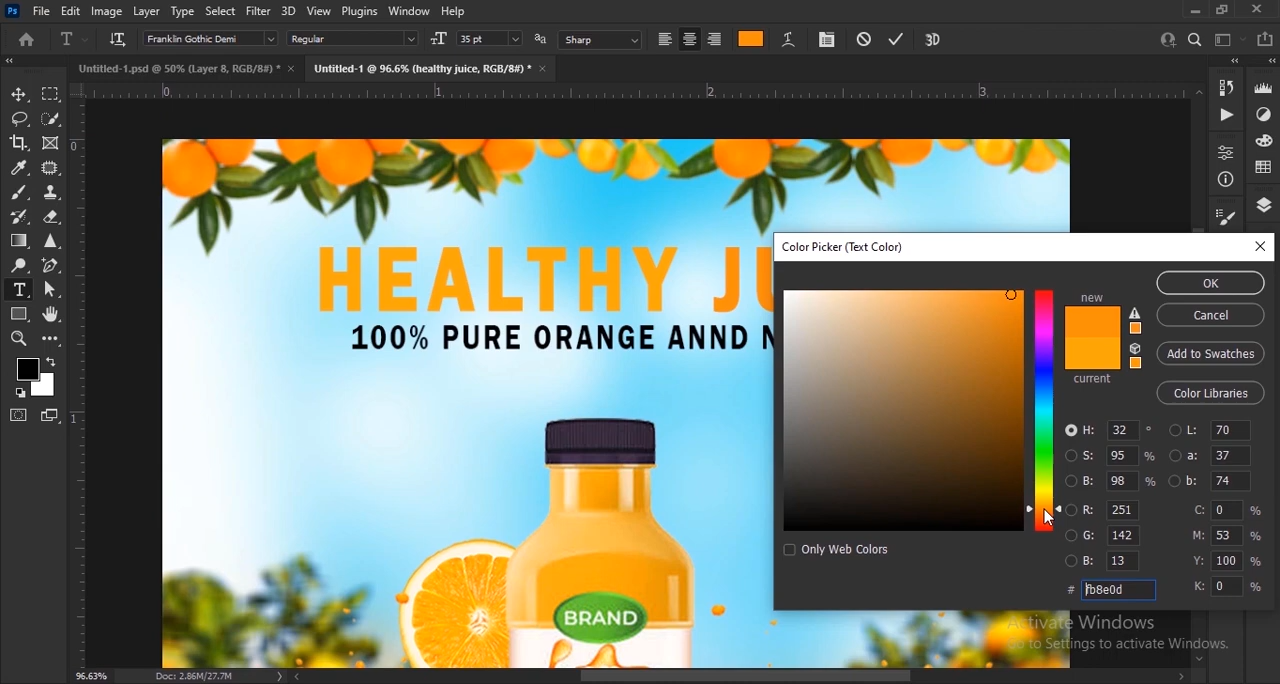 Ps File Edit Image Layer Type Select Filter 3D View Plugins Window Help
T Franklin Gothic Demi Regular 35 pt aa Sharp 3D
Untitled-1.psd @ 50% (Layer 8, RGB/8#) * × Untitled-1 @ 96.6% (healthy juice, RGB/8#) * ×
0 1 2 3
0
1
HEALTHY JU
100% PURE ORANGE ANND N
BRAND
Color Picker (Text Color)
new
current
OK
Cancel
Add to Swatches
Color Libraries
H: 32 ° L: 70
S: 95 % a: 37
B: 98 % b: 74
R: 251 C: 0 %
G: 142 M: 53 %
B: 13 Y: 100 %
# fb8e0d K: 0 %
Only Web Colors
Activate Windows
Go to Settings to activate Windows.
96.63% Doc: 2.86M/27.7M